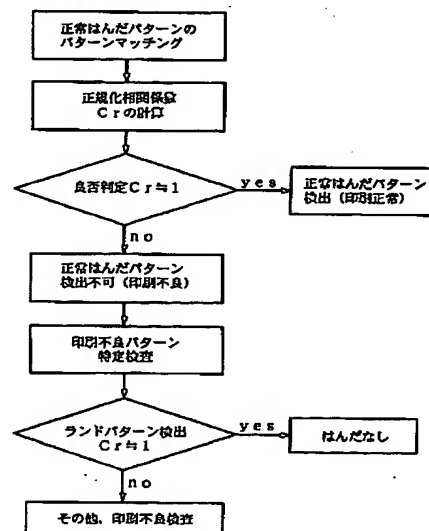 正常はんだパターンの
パターンマッチング
正規化相関係数
Crの計算
良否判定Cr≒1
yes
正常はんだパターン
検出(印刷正常)
no
正常はんだパターン
検出不可(印刷不良)
印刷不良パターン
特定検査
ランドパターン検出
Cr≒1
yes
はんだなし
no
その他、印刷不良検査